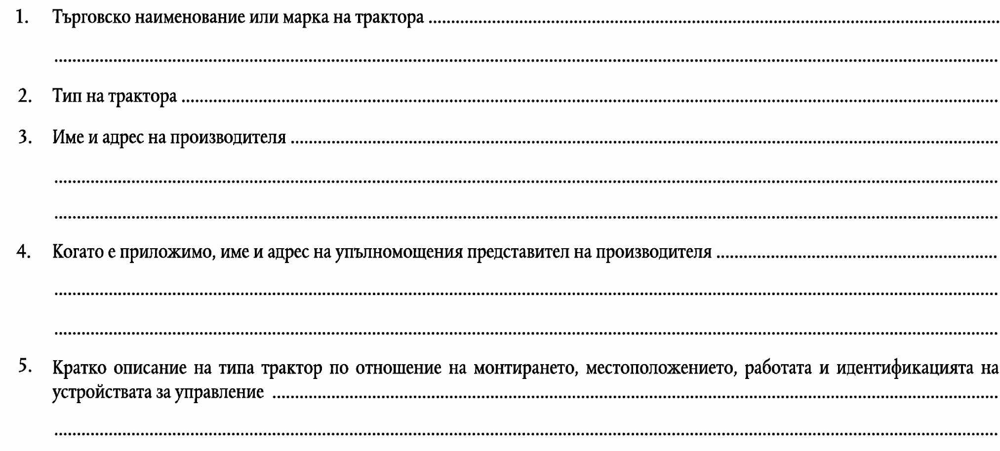 1. Търговско наименование или марка на трактора ..............................
..............................
2. Тип на трактора ..............................
3. Име и адрес на производителя ..............................
..............................
..............................
4. Когато е приложимо, име и адрес на упълномощения представител на производителя ..............................
..............................
..............................
5. Кратко описание на типа трактор по отношение на монтирането, местоположението, работата и идентификацията на
устройствата за управление ..............................
..............................